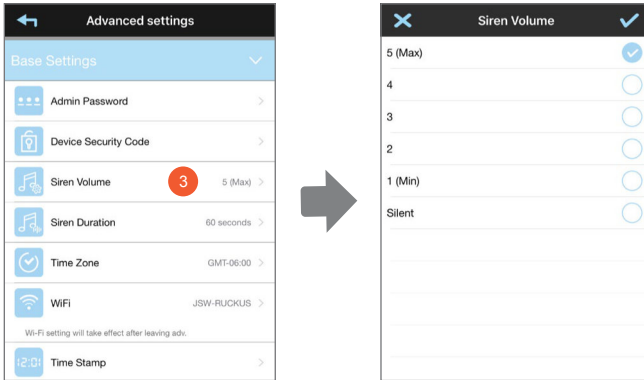 Advanced settings
Base Settings
Admin Password
Device Security Code
Siren Volume 3 5 (Max)
Siren Duration 60 seconds
Time Zone GMT-06:00
WiFi JSW-RUCKUS
Wi-Fi setting will take effect after leaving adv.
12:01 Time Stamp
Siren Volume
5 (Max)
4
3
2
1 (Min)
Silent